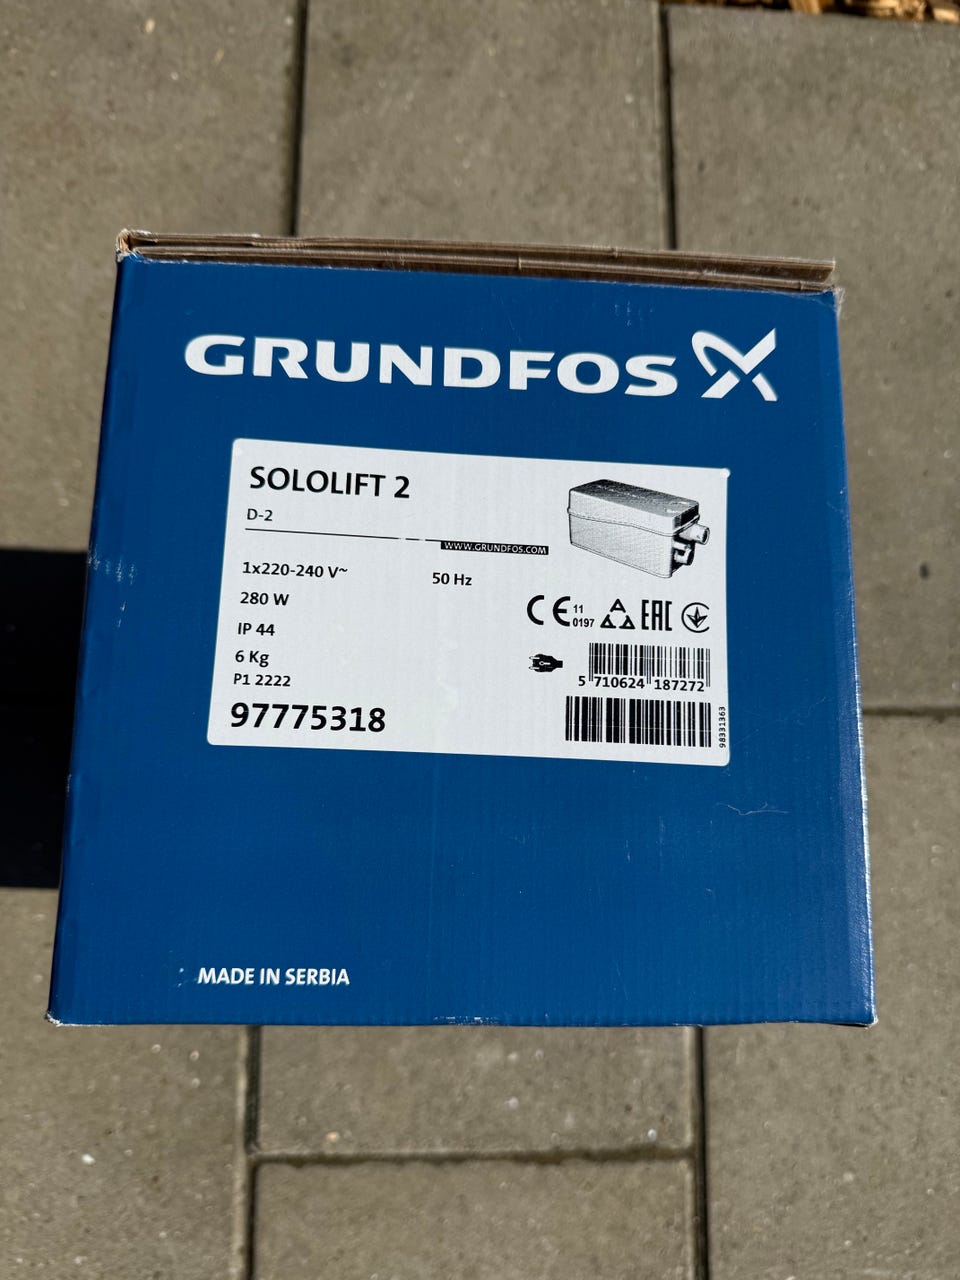 GRUNDFOS
SOLOLIFT 2
D-2
WWW.GRUNDFOS.COM
1x220-240 V~ 50 Hz
280 W
IP 44
6 Kg
P1 2222
97775318
CE 11
0197
EAC
5 710624 187272
98331363
MADE IN SERBIA